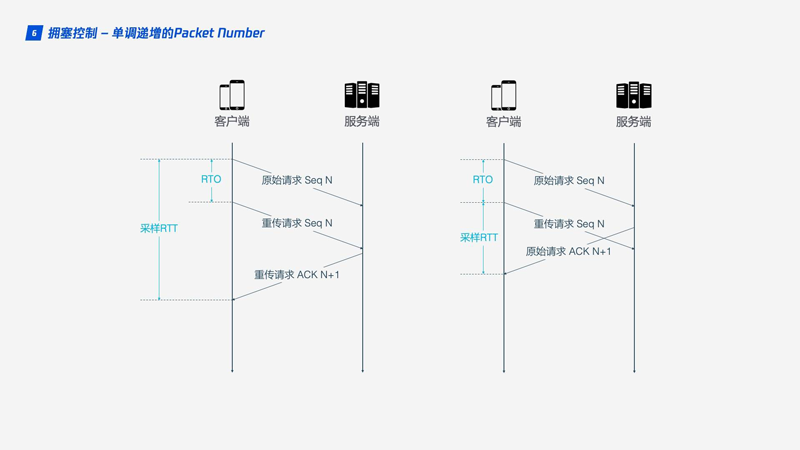 6 拥塞控制 – 单调递增的Packet Number
客户端
服务端
RTO
原始请求 Seq N
采样RTT
重传请求 Seq N
重传请求 ACK N+1
客户端
服务端
RTO
原始请求 Seq N
重传请求 Seq N
采样RTT
原始请求 ACK N+1